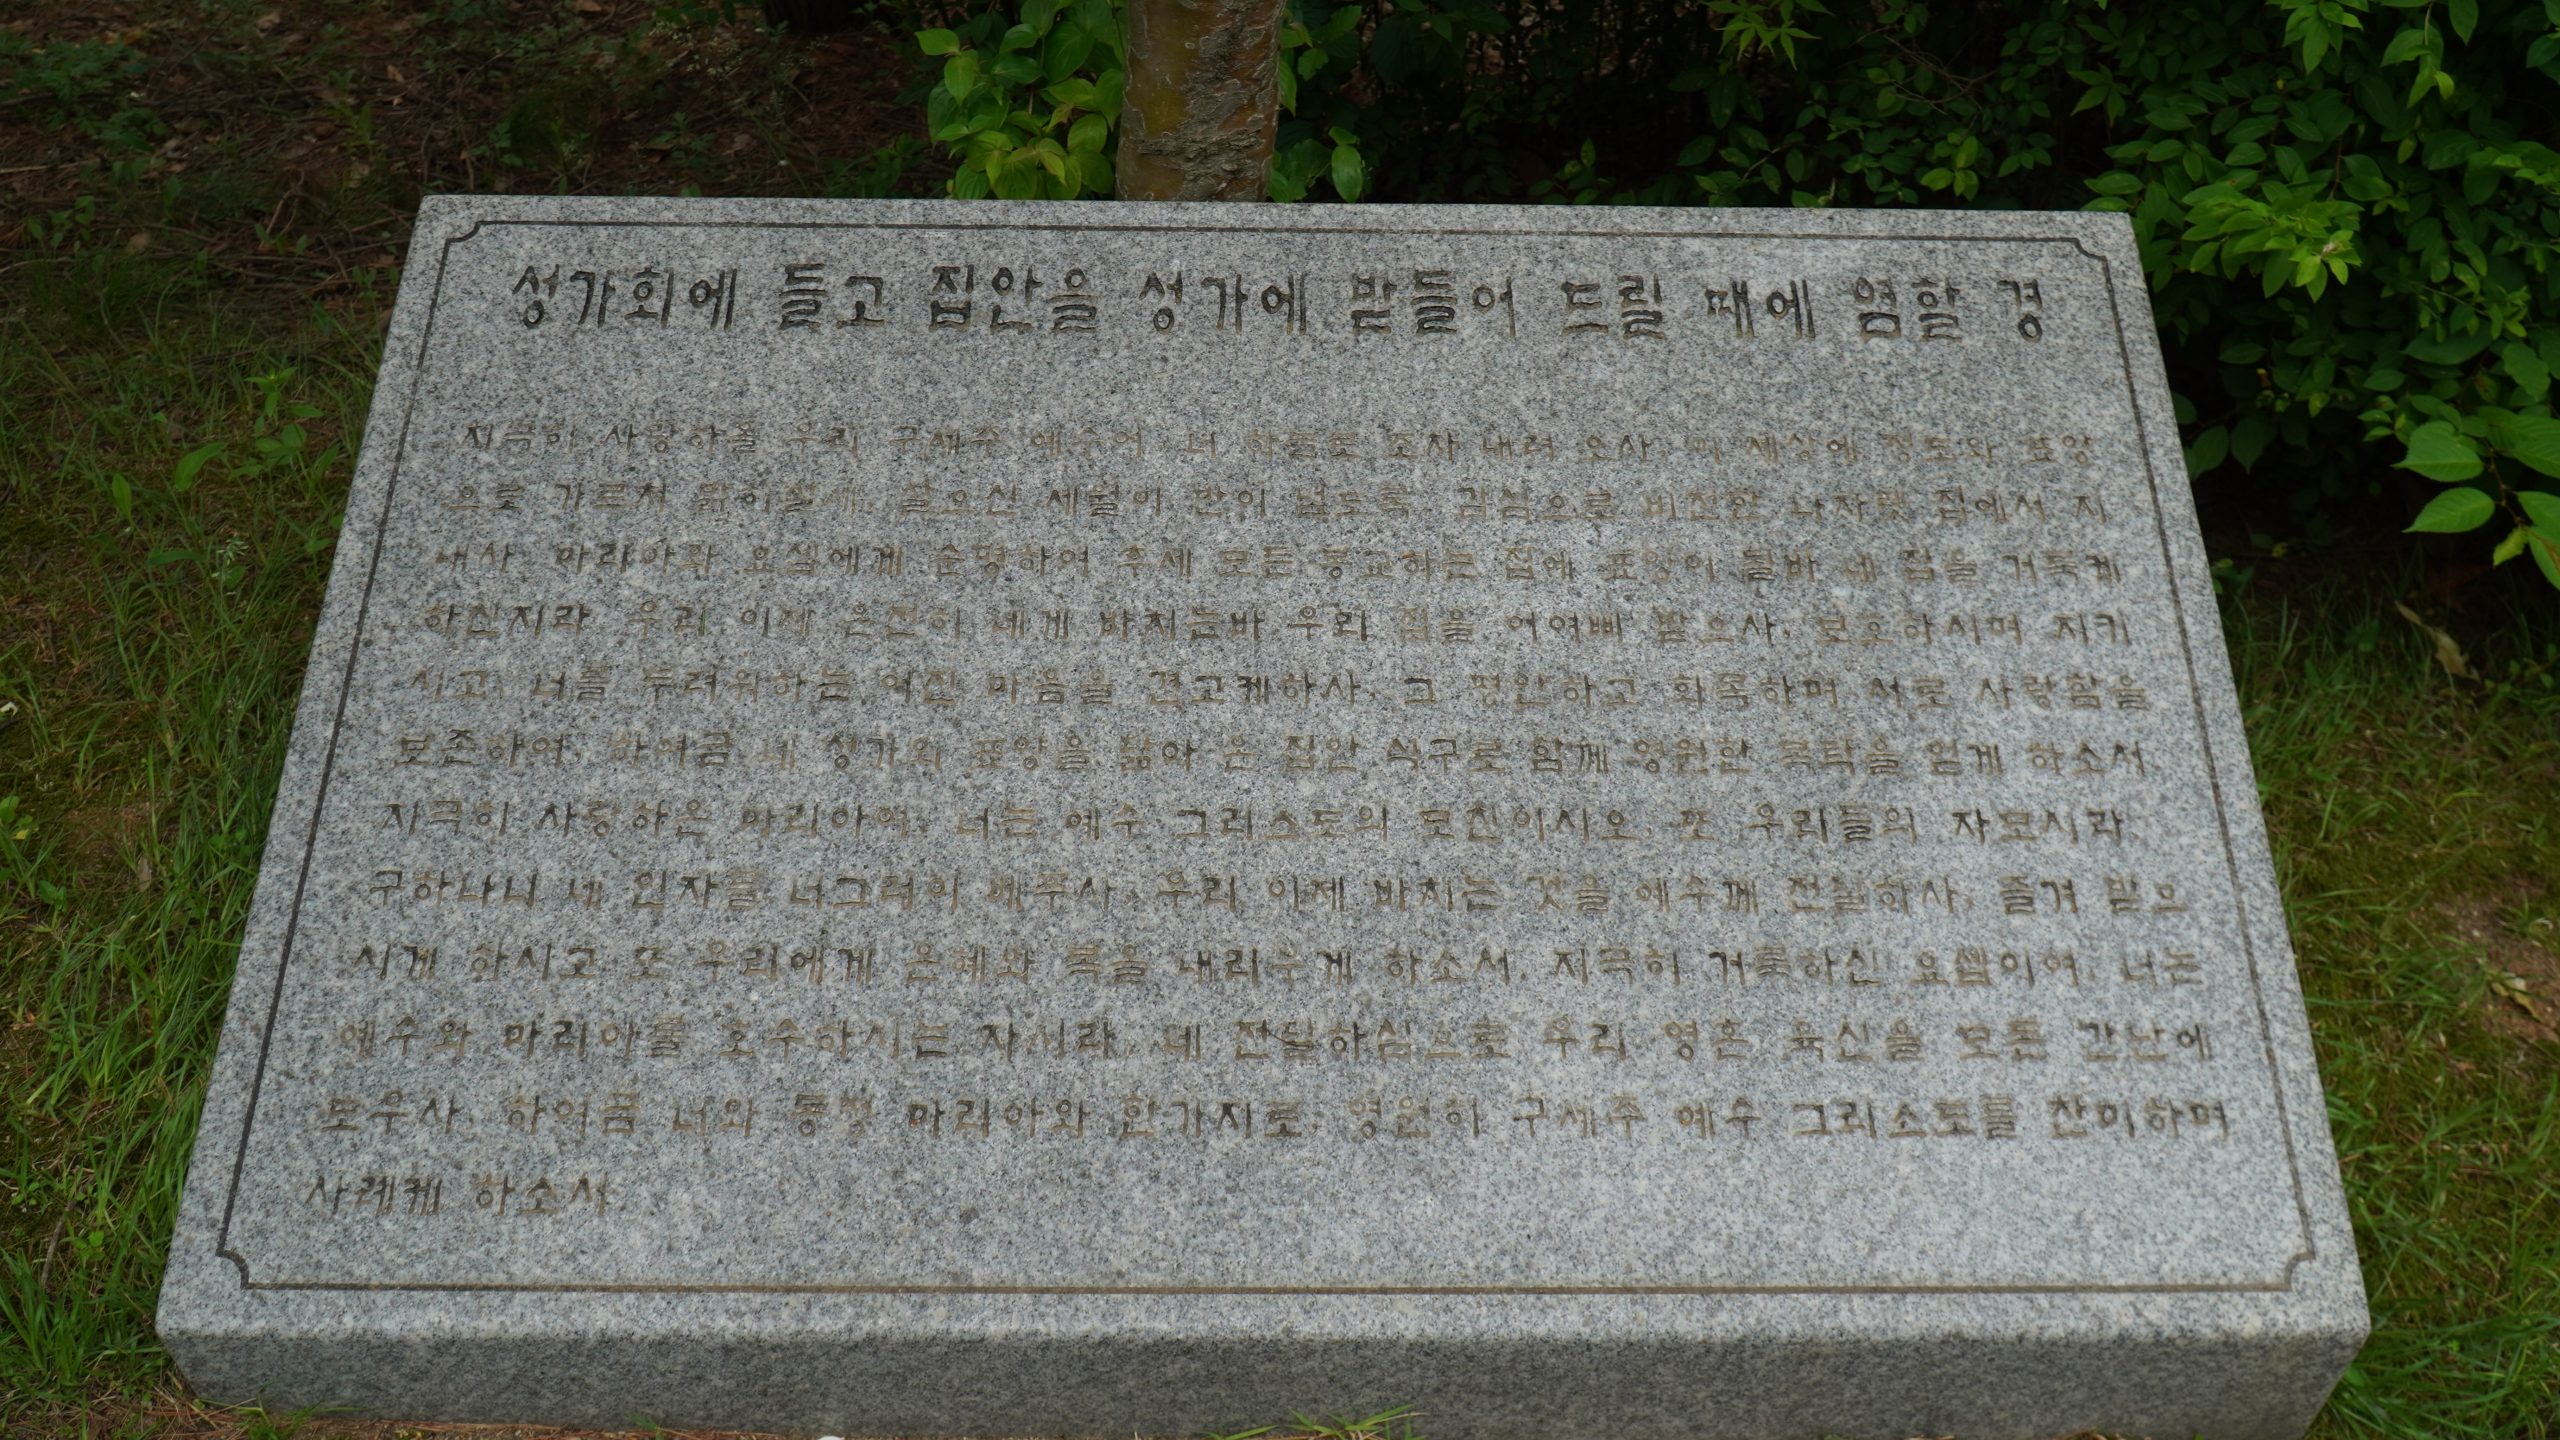 성가회에 들고 집안을 성가에 받들어 드릴 때에 염할 경
지극히 사랑하올 우리 구세주 예수여, 너 하늘로 조차 내려 오사, 이 세상에 정도와 표양
으로 가르쳐 밝히실새, 살으신 세월이 반이 넘도록, 겸심으로 비천한 나자렛 집에서 지
내사, 마리아와 요셉에게 순명하여 후세 모든 봉교하는 집에 표양이 될바 네 집을 거룩케
하신지라, 우리 이제 온전히 네게 바치는바 우리 집을 어여삐 받으사, 보호하시며 지키
시고, 너를 두려워하는 어진 마음을 견고케하사, 그 평안하고 화목하며 서로 사랑함을
보존하여, 하여금 네 성가의 표양을 닮아 온 집안 식구로 함께 영원한 복락을 얻게 하소서.
지극히 사랑하온 마리아여, 너는 예수 그리스도의 모친이시오, 또 우리들의 자모시라,
구하나니 네 인자를 너그러이 베푸사, 우리 이제 바치는 것을 예수께 전달하사, 즐겨 받으
시게 하시고 또 우리에게 은혜와 복을 내리우게 하소서. 지극히 거룩하신 요셉이여, 너는
예수와 마리아를 호수하시는 자시라, 네 전달하심으로 우리 영혼 육신을 모든 간난에
도우사, 하여금 너와 동정 마리아와 한가지로, 영원히 구세주 예수 그리스도를 찬미하며
사례케 하소서.